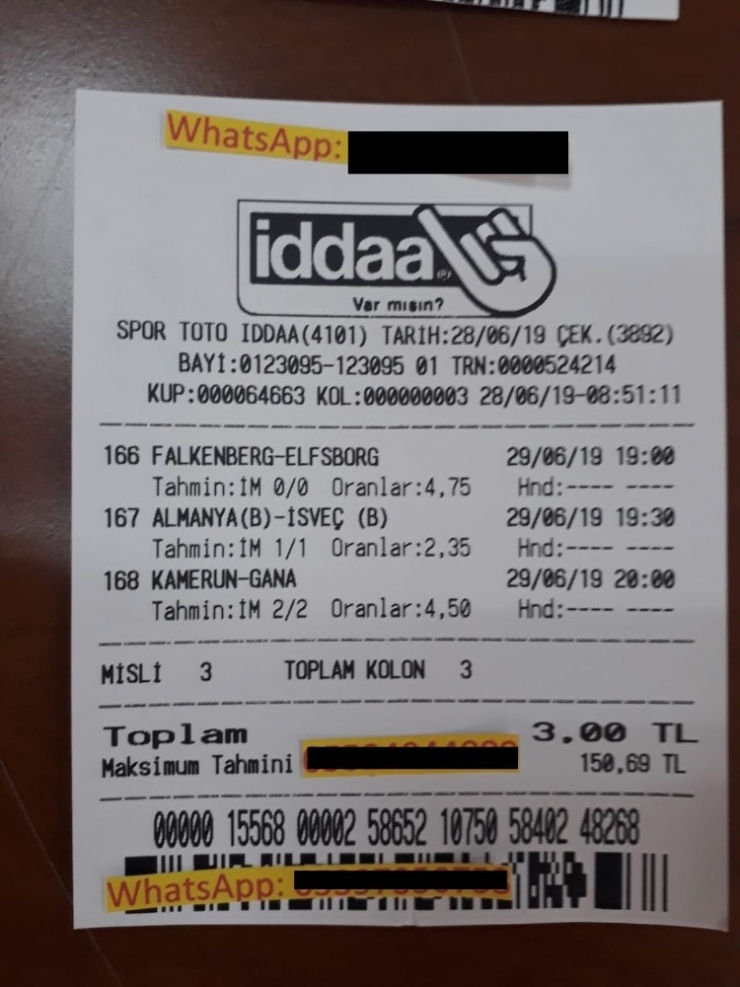 WhatsApp:
iddaa
Var mısın?
SPOR TOTO IDDAA(4101) TARİH:28/06/19 ÇEK.(3892)
BAYİ:0123095-123095 01 TRN:0000524214
KUP:000064663 KOL:000000003 28/06/19-08:51:11
166 FALKENBERG-ELFSBORG 29/06/19 19:00
Tahmin:İM 0/0 Oranlar:4,75 Hnd:---- ----
167 ALMANYA(B)-İSVEÇ (B) 29/06/19 19:30
Tahmin:İM 1/1 Oranlar:2,35 Hnd:---- ----
168 KAMERUN-GANA 29/06/19 20:00
Tahmin:İM 2/2 Oranlar:4,50 Hnd:---- ----
MİSLİ 3 TOPLAM KOLON 3
Toplam 3.00 TL
Maksimum Tahmini 150,69 TL
00000 15568 00002 58652 10750 58402 48268
WhatsApp: